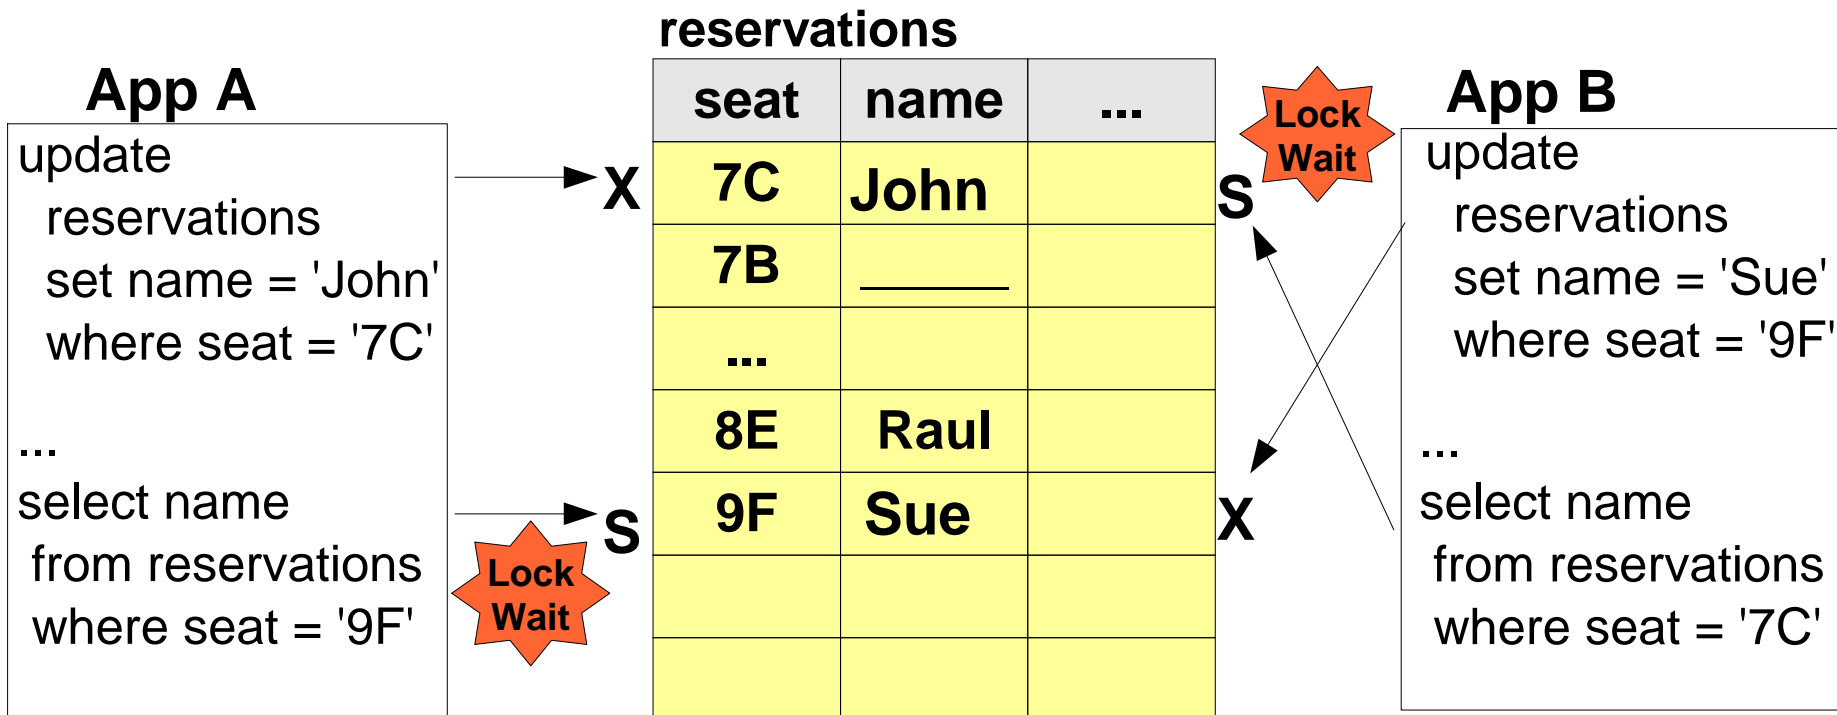 reservations
App A
update
reservations
set name = 'John'
where seat = '7C'
...
select name
from reservations
where seat = '9F'
X
S
Lock
Wait
seat name ...
7C John
7B ______
...
8E Raul
9F Sue
S
X
Lock
Wait
App B
update
reservations
set name = 'Sue'
where seat = '9F'
...
select name
from reservations
where seat = '7C'